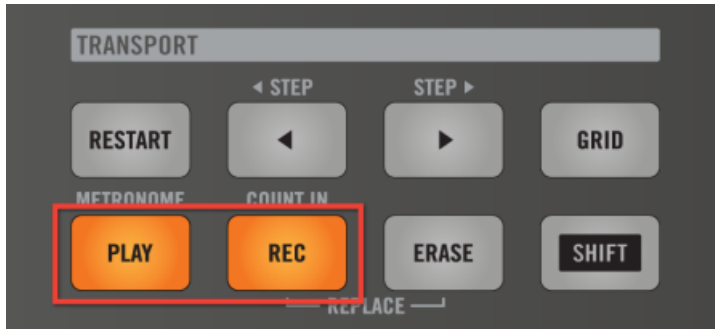 TRANSPORT
◀ STEP STEP ▶
RESTART ◀ ▶ GRID
METRONOME COUNT IN
PLAY REC ERASE SHIFT
REPLACE